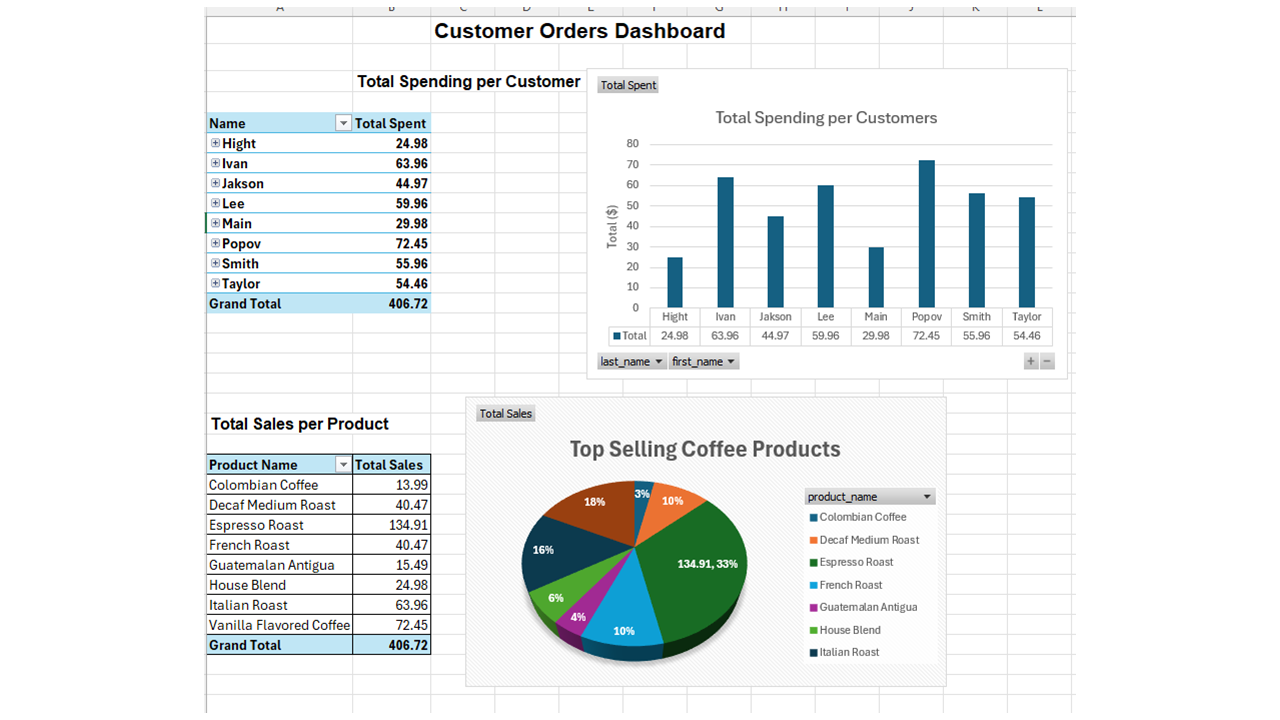 Customer Orders Dashboard
Total Spending per Customer
Name Total Spent
Hight 24.98
Ivan 63.96
Jakson 44.97
Lee 59.96
Main 29.98
Popov 72.45
Smith 55.96
Taylor 54.46
Grand Total 406.72
Total Spent
Total Spending per Customers
80
70
60
50
40
30
20
10
0
Total ($)
Hight Ivan Jakson Lee Main Popov Smith Taylor
Total 24.98 63.96 44.97 59.96 29.98 72.45 55.96 54.46
last_name first_name + −
Total Sales per Product
Product Name Total Sales
Colombian Coffee 13.99
Decaf Medium Roast 40.47
Espresso Roast 134.91
French Roast 40.47
Guatemalan Antigua 15.49
House Blend 24.98
Italian Roast 63.96
Vanilla Flavored Coffee 72.45
Grand Total 406.72
Total Sales
Top Selling Coffee Products
3%
10%
134.91, 33%
10%
4%
6%
16%
18%
product_name
Colombian Coffee
Decaf Medium Roast
Espresso Roast
French Roast
Guatemalan Antigua
House Blend
Italian Roast